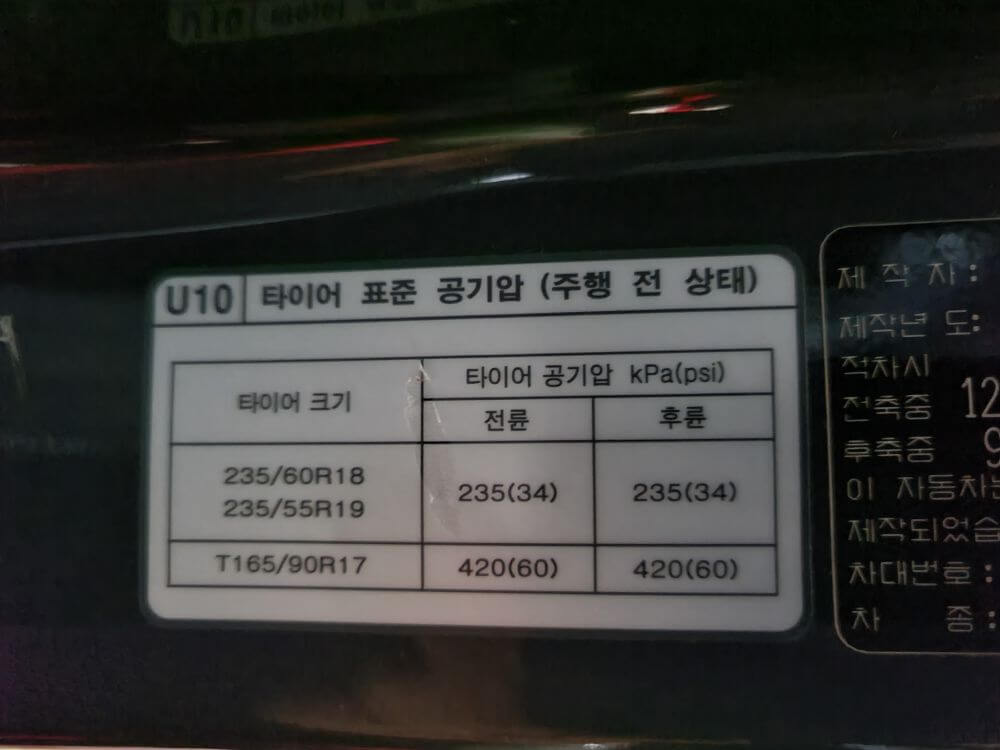 U10 타이어 표준 공기압 (주행 전 상태)
타이어 크기
타이어 공기압 kPa(psi)
전륜 후륜
235/60R18
235/55R19
235(34) 235(34)
T165/90R17 420(60) 420(60)
제 작 자 :
제작년 도:
적차시
전축중 12
후축중 9
이 자동차는
제작되었습
차대번호 :
차 종 :